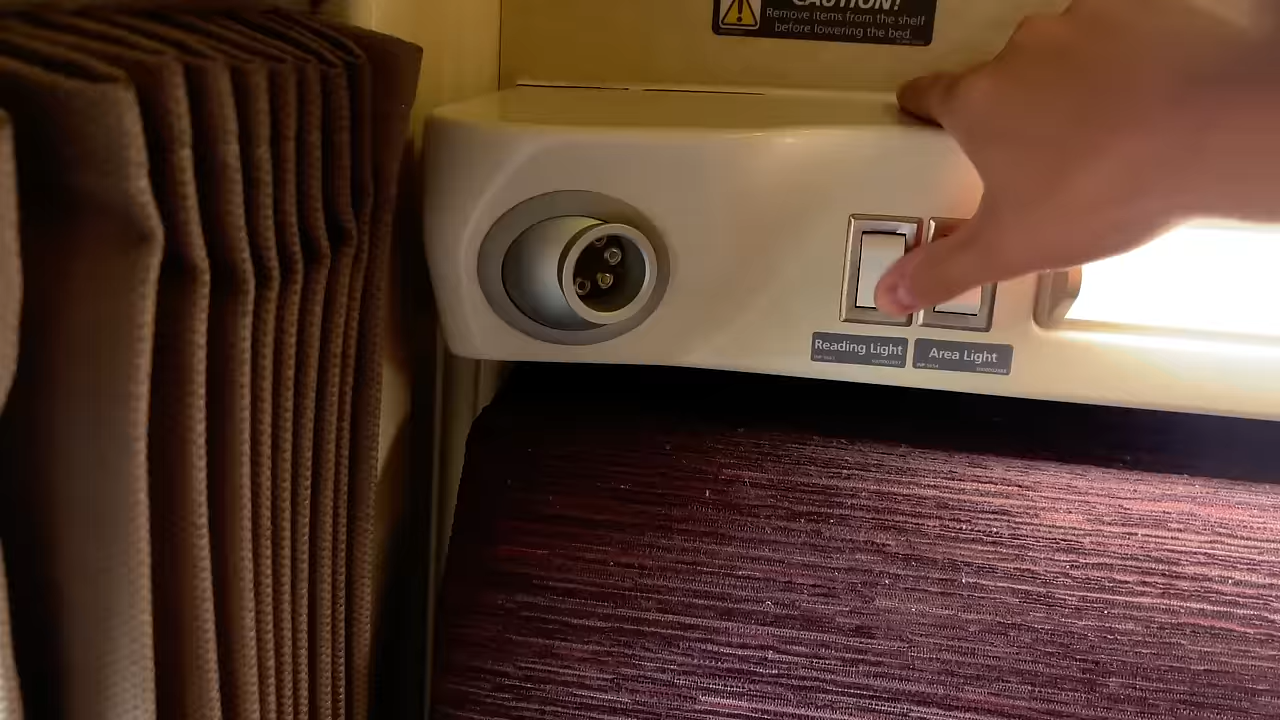 CAUTION!
Remove items from the shelf
before lowering the bed.
Reading Light
Area Light